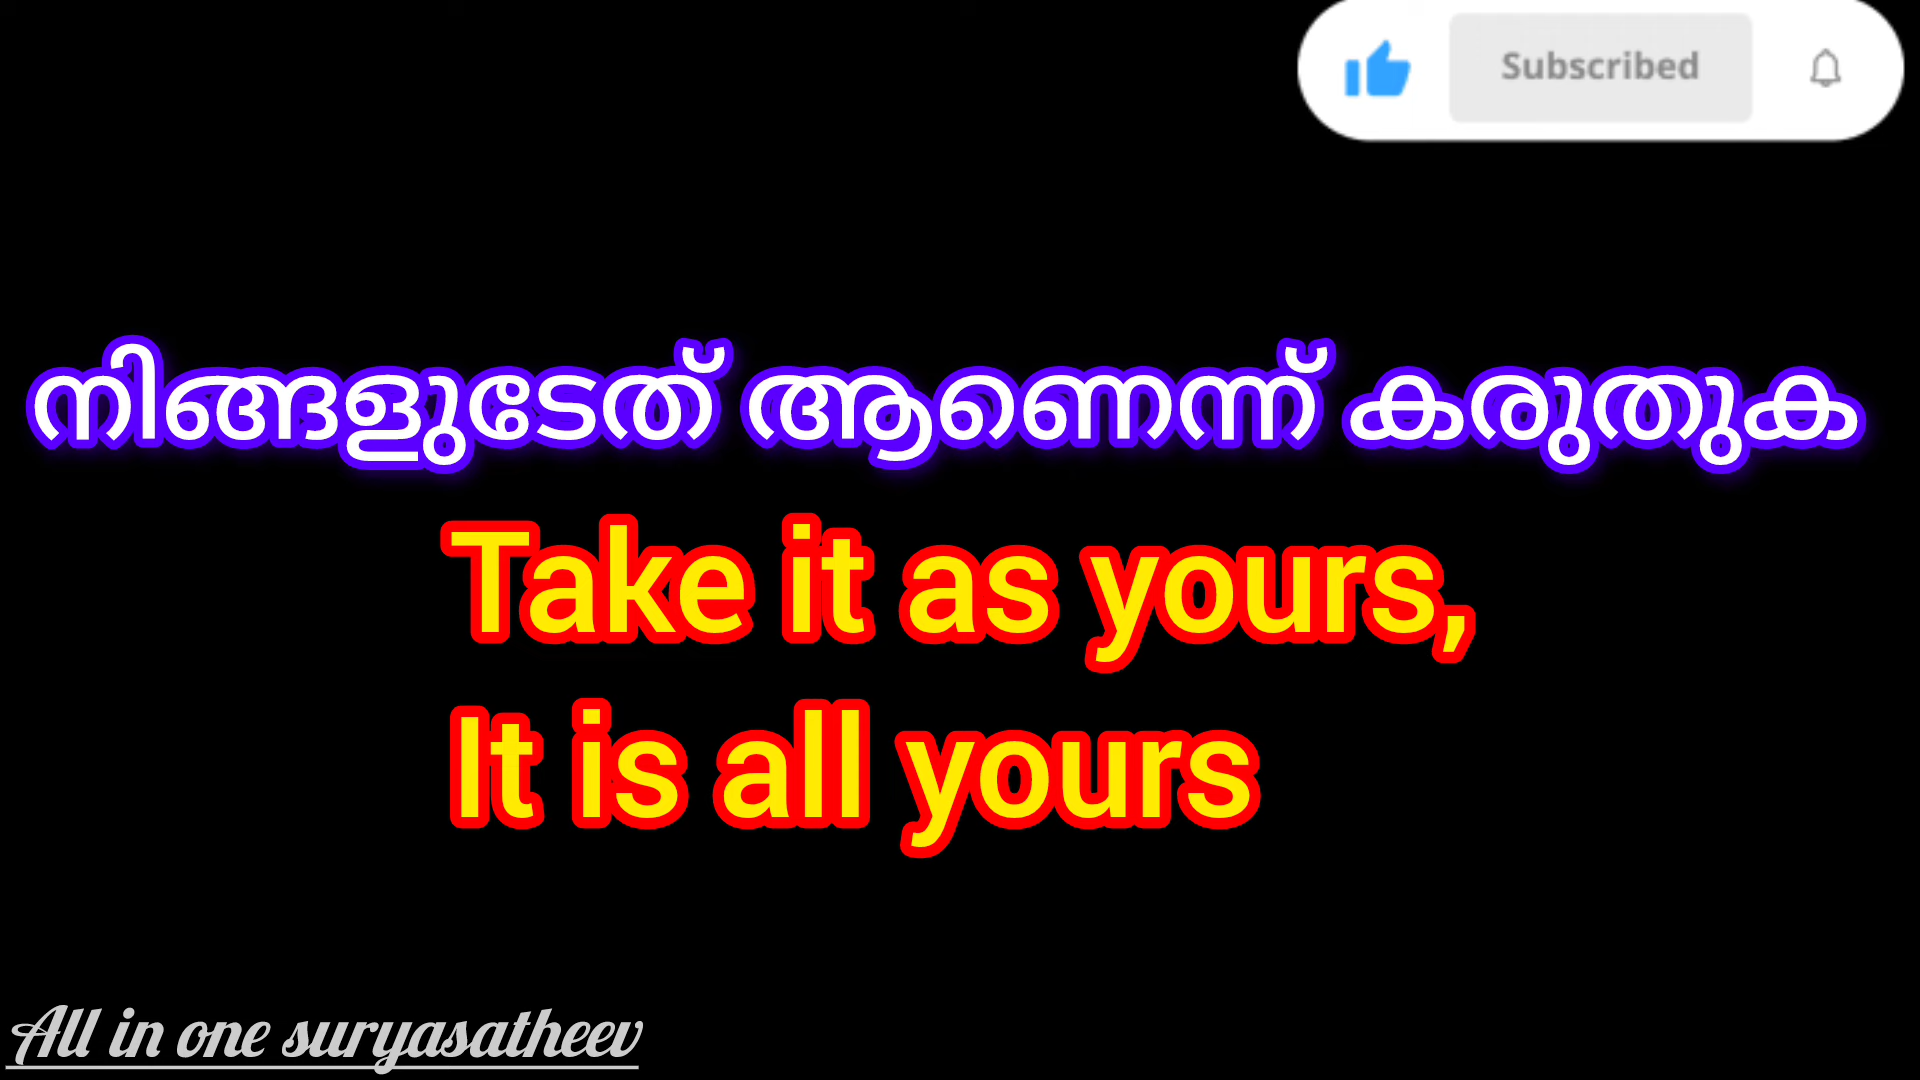 Subscribed
നിങ്ങളുടേത് ആണെന്ന് കരുതുക
Take it as yours,
It is all yours
All in one suryasatheev